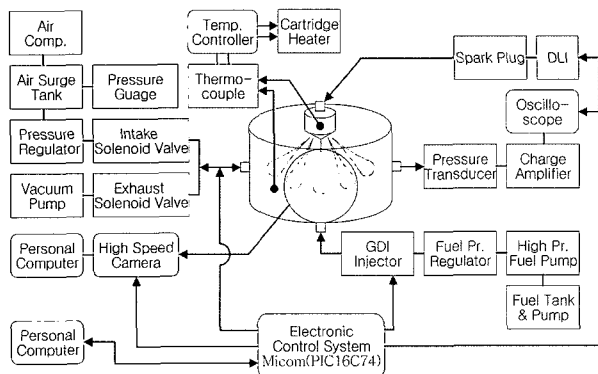 Air
Comp.
Temp.
Controller
Cartridge
Heater
Spark Plug
DLI
Air Surge
Tank
Pressure
Guage
Thermo-
couple
Oscillo-
scope
Pressure
Regulator
Intake
Solenoid Valve
Pressure
Transducer
Charge
Amplifier
Vacuum
Pump
Exhaust
Solenoid Valve
Personal
Computer
High Speed
Camera
GDI
Injector
Fuel Pr.
Regulator
High Pr.
Fuel Pump
Fuel Tank
& Pump
Personal
Computer
Electronic
Control System
Micom(PIC16C74)